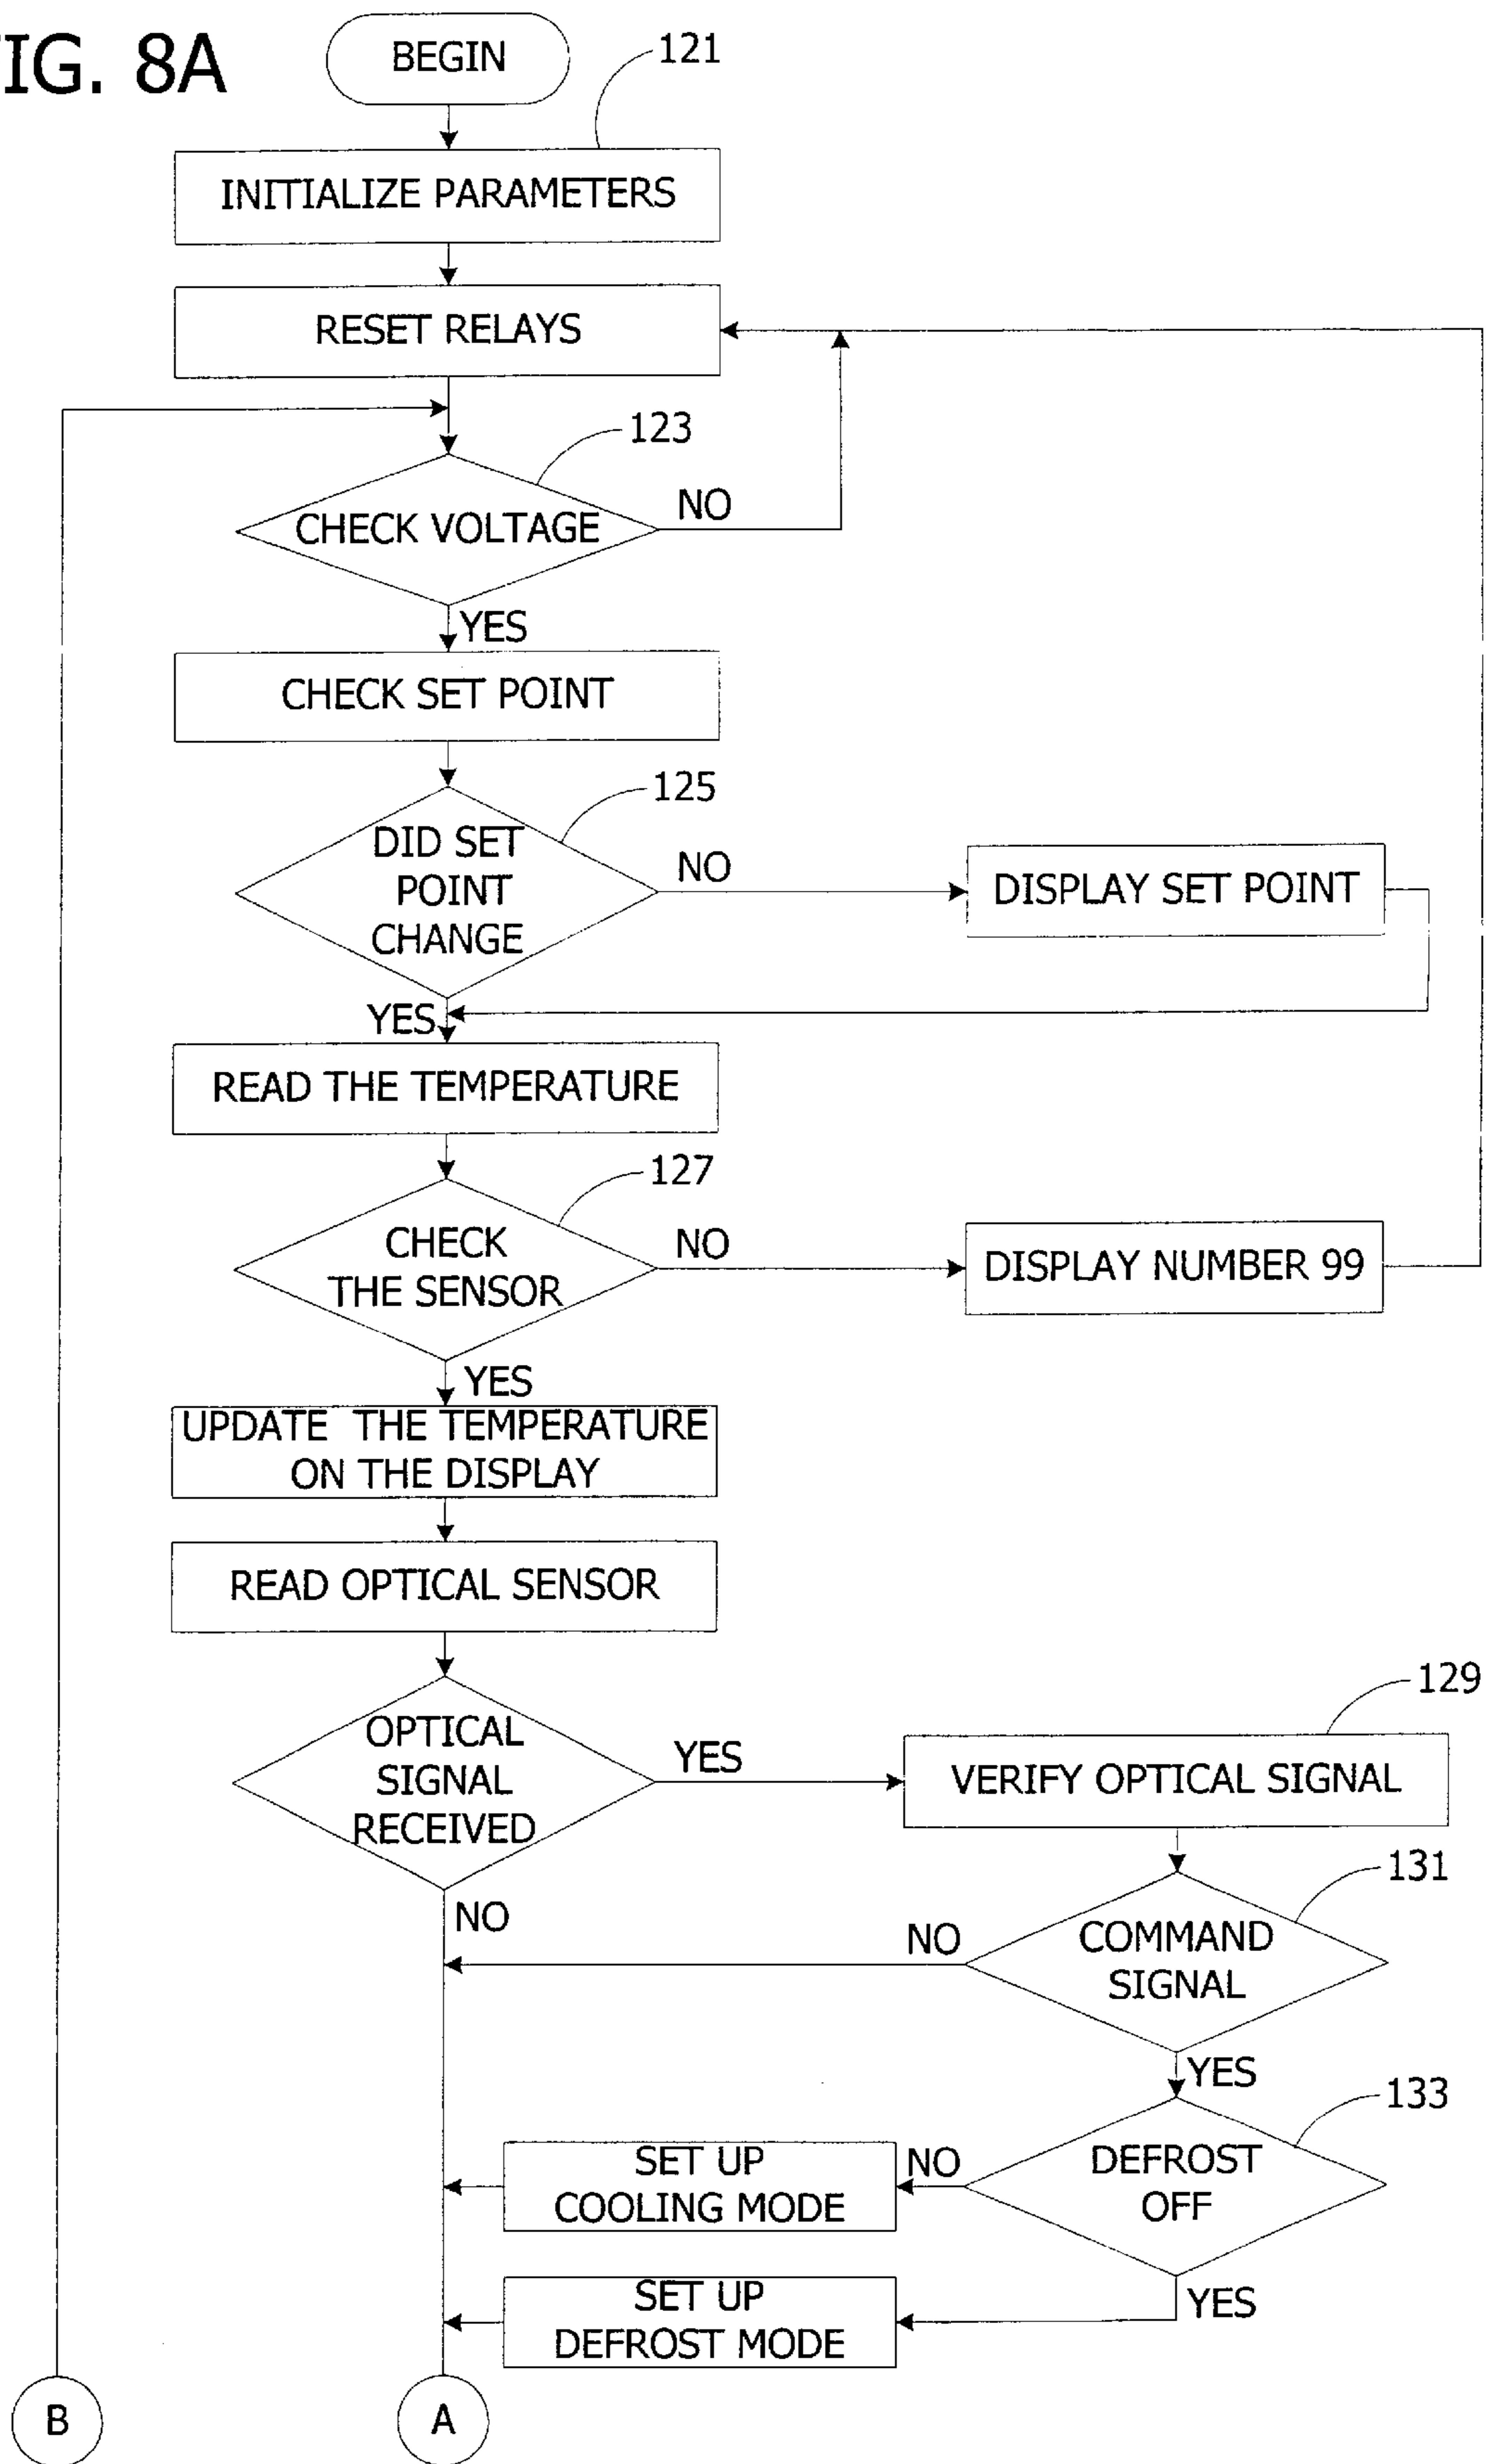 IG. 8A
BEGIN
121
INITIALIZE PARAMETERS
RESET RELAYS
123
CHECK VOLTAGE
NO
YES
CHECK SET POINT
125
DID SET
POINT
CHANGE
NO
DISPLAY SET POINT
YES
READ THE TEMPERATURE
127
CHECK
THE SENSOR
NO
DISPLAY NUMBER 99
YES
UPDATE THE TEMPERATURE
ON THE DISPLAY
READ OPTICAL SENSOR
OPTICAL
SIGNAL
RECEIVED
YES
129
VERIFY OPTICAL SIGNAL
NO
131
COMMAND
SIGNAL
NO
YES
133
DEFROST
OFF
NO
SET UP
COOLING MODE
YES
SET UP
DEFROST MODE
B
A